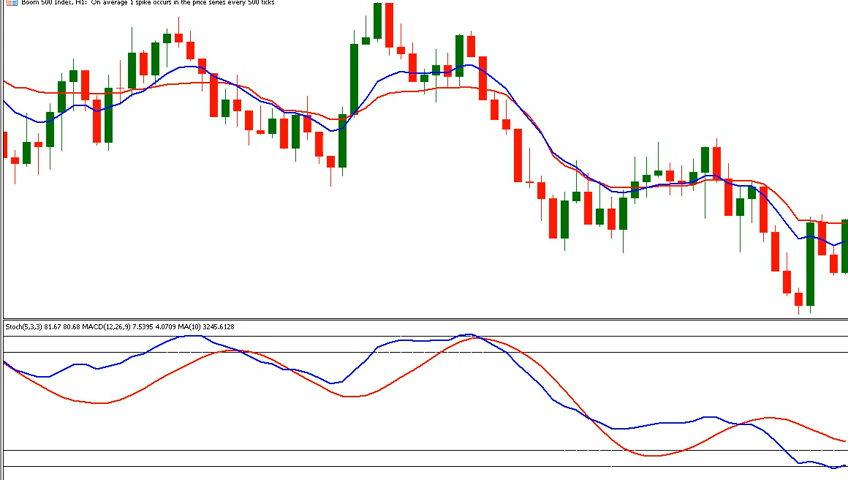 Boom 500 Index, H1:  On average 1 spike occurs in the price series every 500 ticks
Stoch(5,3,3) 81.67 80.68 MACD(12,26,9) 7.5395 4.0709 MA(10) 3245.6128